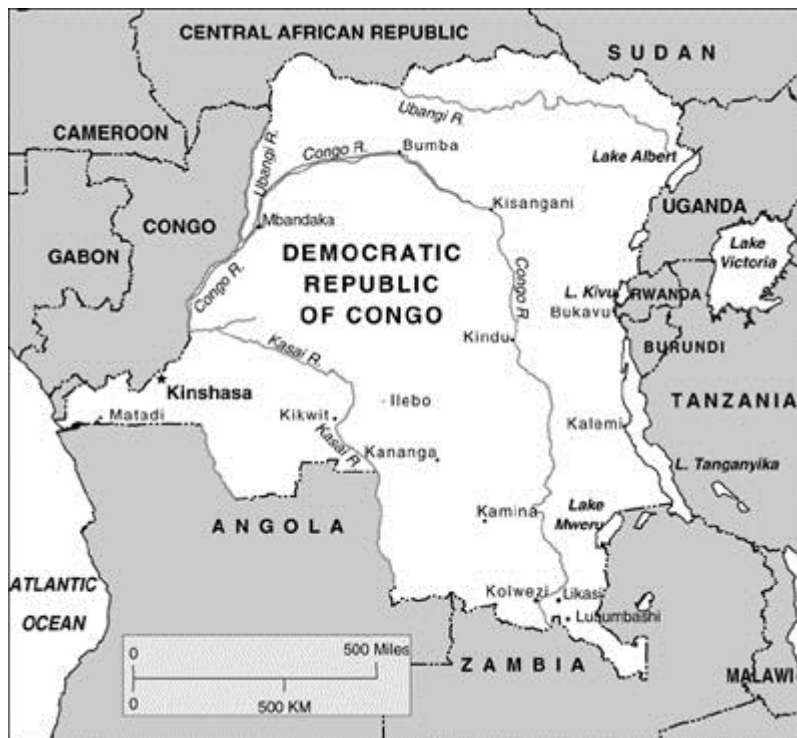 CENTRAL AFRICAN REPUBLIC
SUDAN
CAMEROON
Ubangi R.
Ubangi R.
Congo R.
Bumba
Lake Albert
Kisangani
UGANDA
CONGO
Mbandaka
GABON
DEMOCRATIC
REPUBLIC
OF CONGO
Lake
Victoria
Congo R.
Congo R.
L. Kivu
RWANDA
Bukavu
Kindu
BURUNDI
Kasai R.
Kinshasa
Matadi
Ilebo
Kikwit
Kasai R.
Kananga
Kalemi
TANZANIA
L. Tanganyika
ANGOLA
Kamina
Lake
Mweru
ATLANTIC
OCEAN
Kolwezi
Likasi
Lubumbashi
ZAMBIA
MALAWI
0
500 Miles
0
500 KM